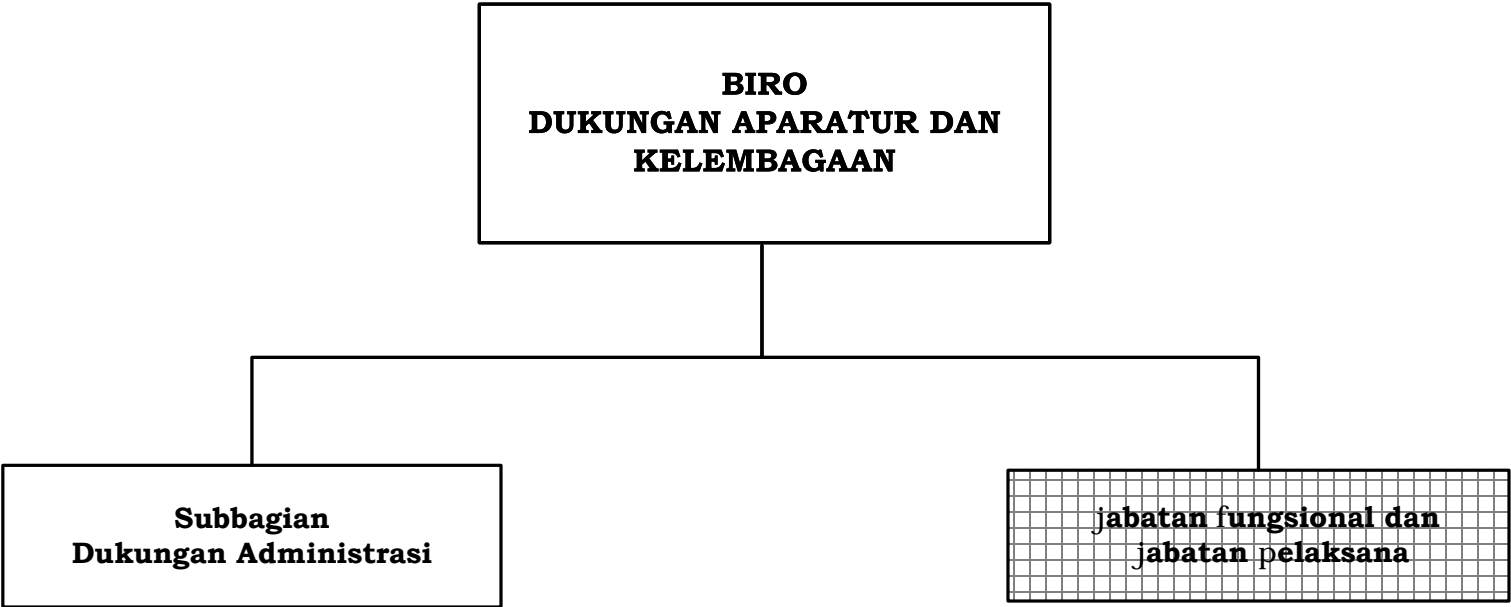 BIRO
DUKUNGAN APARATUR DAN
KELEMBAGAAN
Subbagian
Dukungan Administrasi
jabatan fungsional dan
jabatan pelaksana